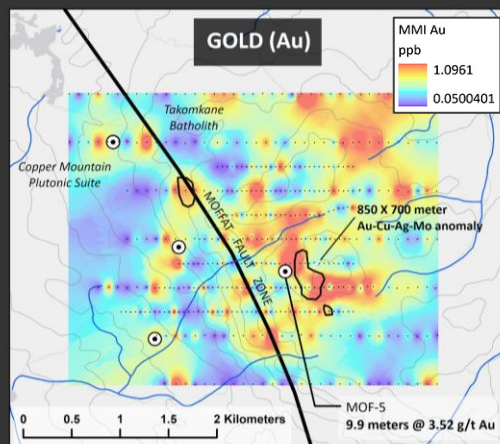 GOLD (Au)
MMI Au
ppb
1.0961
0.0500401
Takomkane
Batholith
Copper Mountain
Plutonic Suite
MOFFAT FAULT ZONE
850 X 700 meter
Au-Cu-Ag-Mo anomaly
MOF-5
9.9 meters @ 3.52 g/t Au
0 0.5 1 2 Kilometers